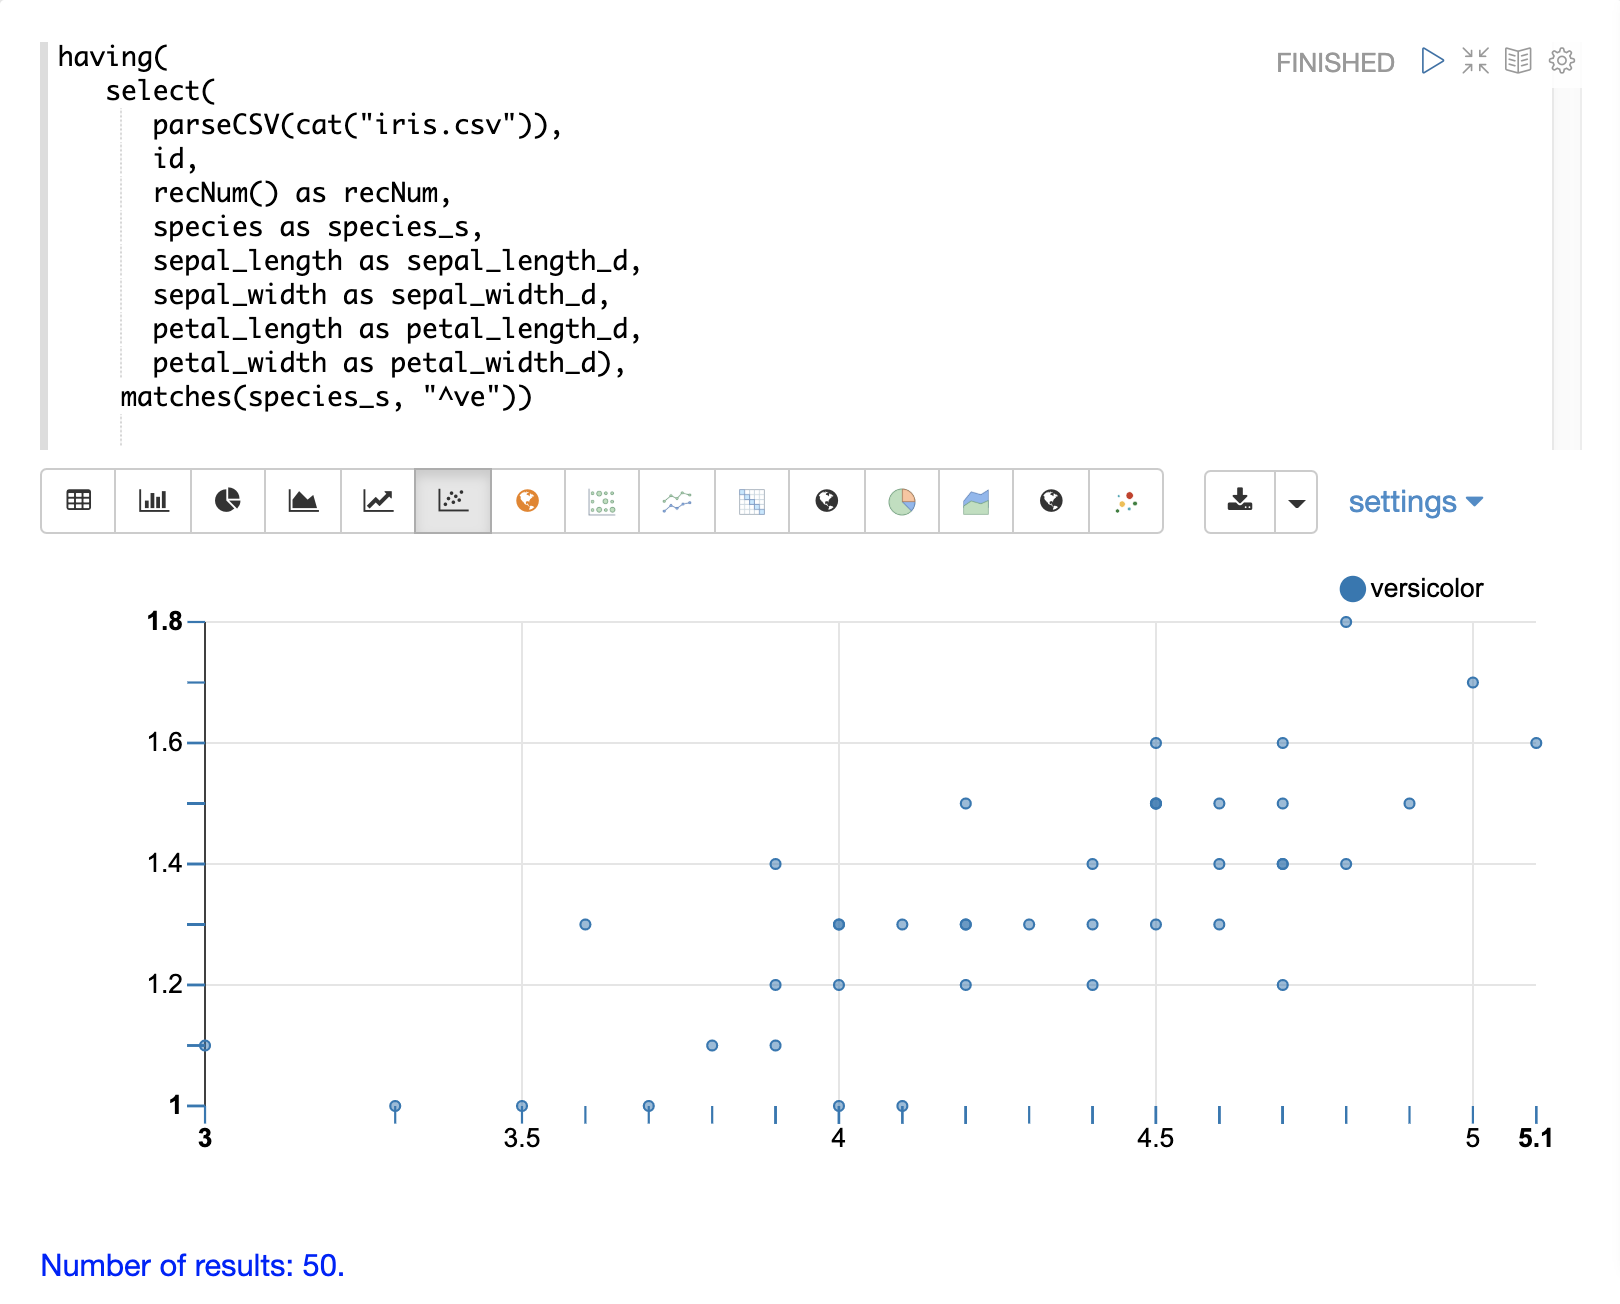 having(
select(
parseCSV(cat("iris.csv")),
id,
recNum() as recNum,
species as species_s,
sepal_length as sepal_length_d,
sepal_width as sepal_width_d,
petal_length as petal_length_d,
petal_width as petal_width_d),
matches(species_s, "^ve"))
FINISHED
settings
versicolor
1.8
1.6
1.4
1.2
1
3 3.5 4 4.5 5 5.1
Number of results: 50.